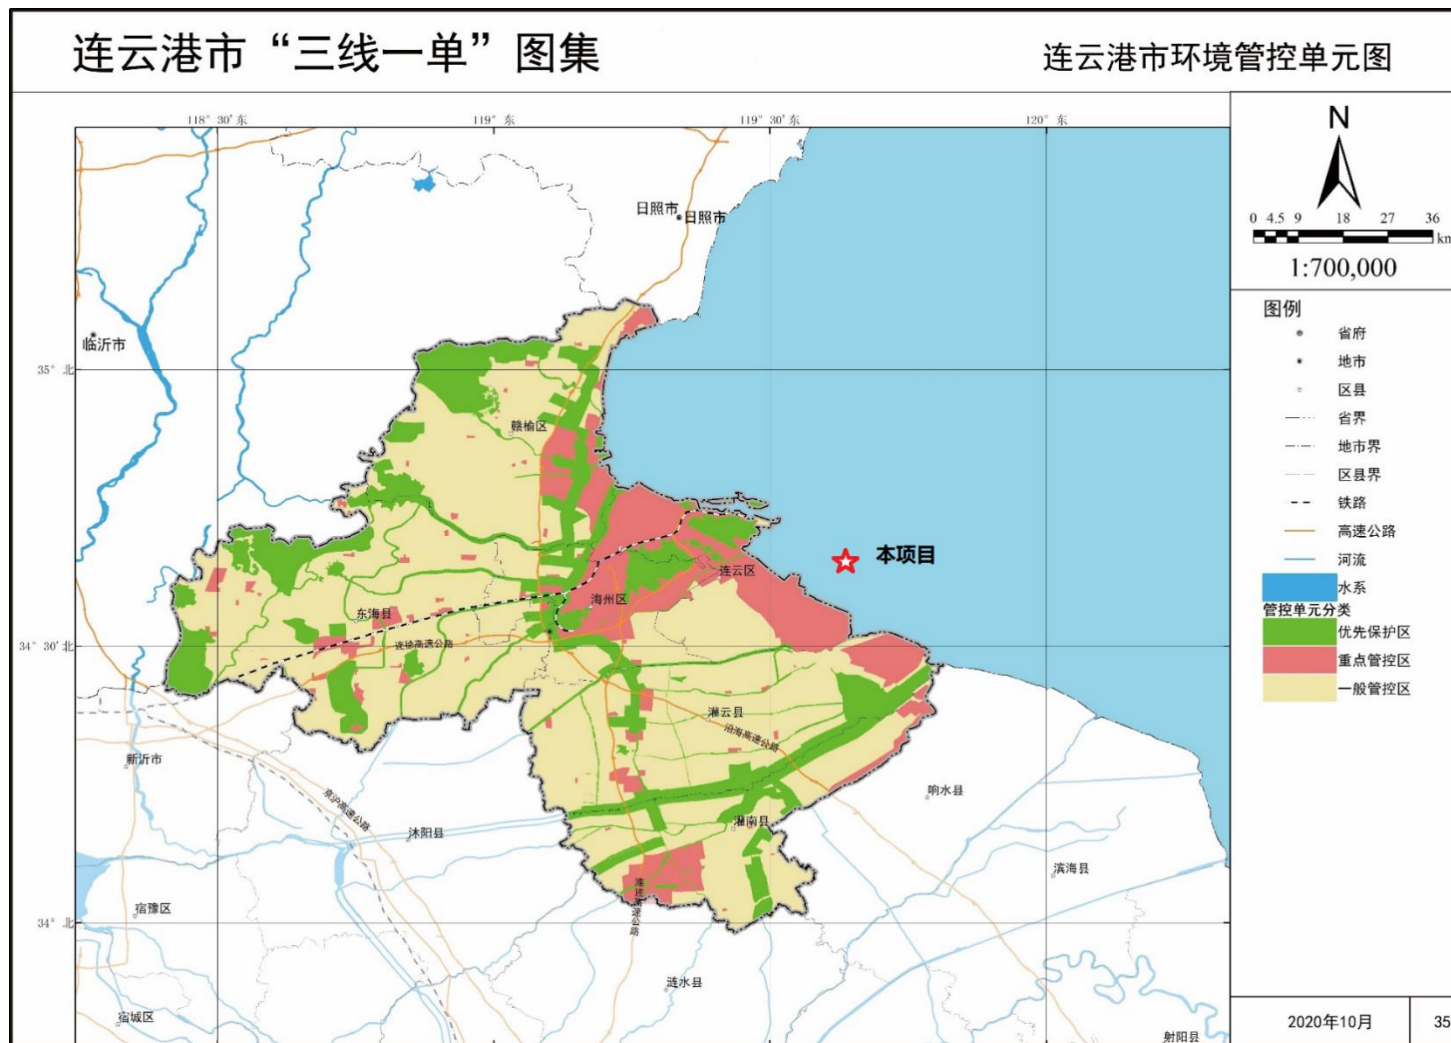 连云港市“三线一单”图集
连云港市环境管控单元图
118° 30′ 东
119° 东
119° 30′ 东
120° 东
N
0 4.5 9 18 27 36
km
1:700,000
日照市
日照市
临沂市
35° 北
赣榆区
本项目
连云区
海州区
东海县
连徐高速公路
34° 30′ 北
灌云县
沿海高速公路
新沂市
京沪高速公路
沭阳县
响水县
灌南县
滨海县
宿豫区
34° 北
淮连高速公路
涟水县
宿城区
射阳县
图例
省府
地市
区县
省界
地市界
区县界
铁路
高速公路
河流
水系
管控单元分类
优先保护区
重点管控区
一般管控区
2020年10月
35